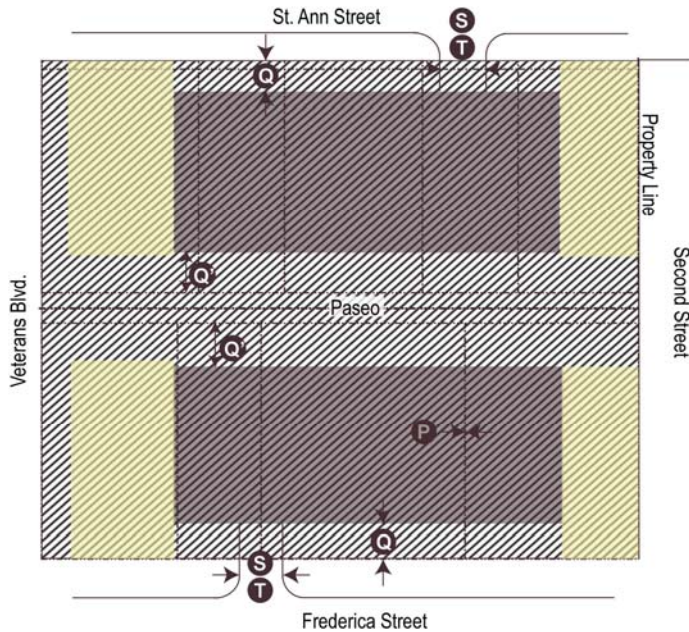 St. Ann Street
S
T
Q
Property Line
Second Street
Veterans Blvd.
Q
Paseo
Q
P
Q
S
T
Frederica Street